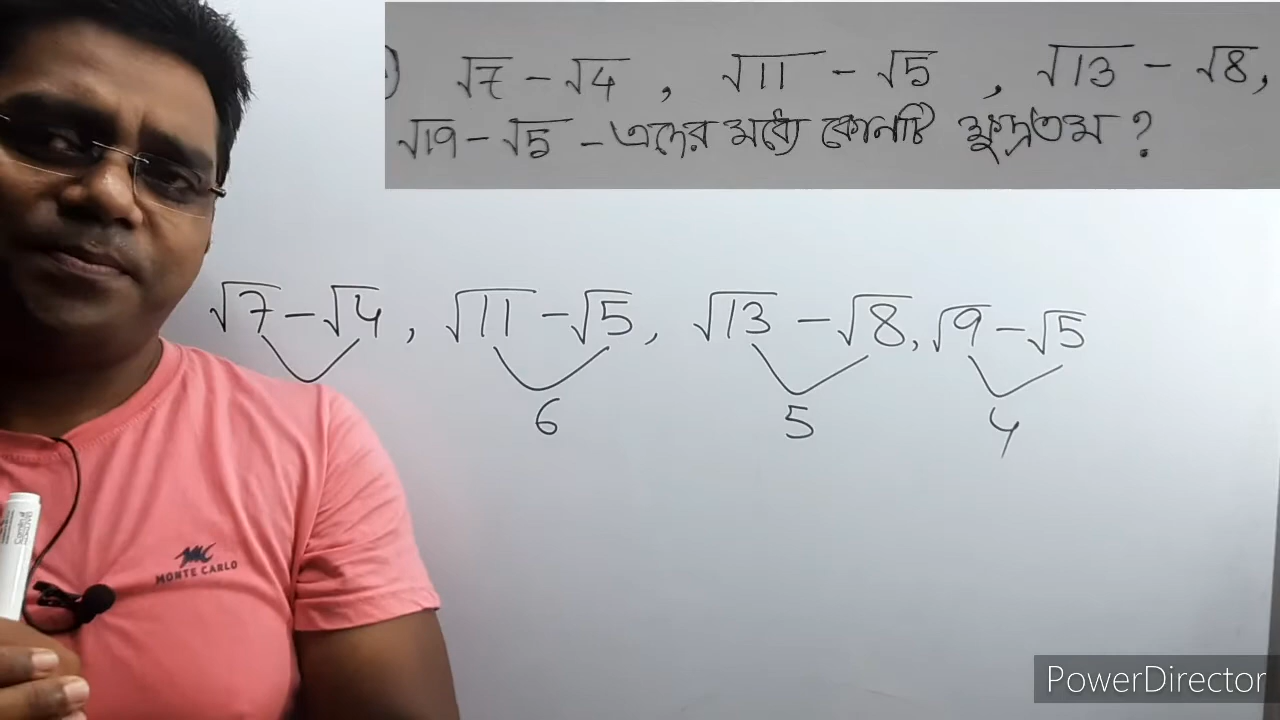 √7 - √4 , √11 - √5 , √13 - √8,
√19 - √5 - এদের মধ্যে কোনটি ক্ষুদ্রতম ?
√7 - √4 , √11 - √5 , √13 - √8 , √9 - √5
6 5 4
MONTE CARLO
PowerDirector